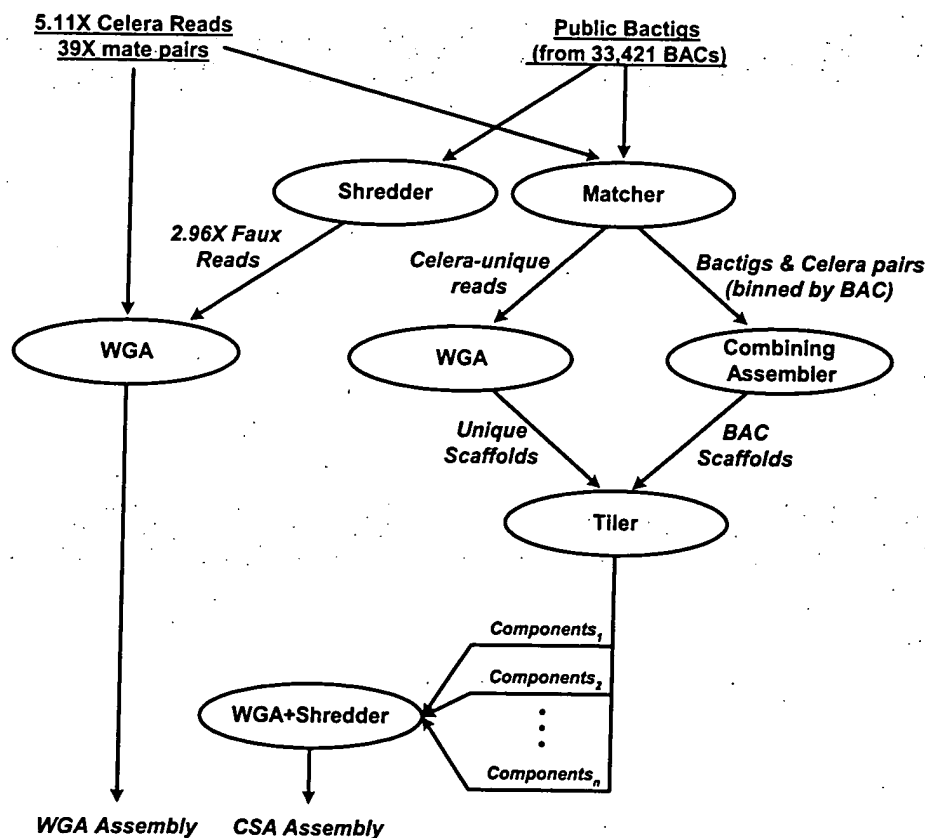 5.11X Celera Reads
39X mate pairs
Public Bactigs
(from 33,421 BACs)
Shredder
Matcher
2.96X Faux
Reads
Celera-unique
reads
Bactigs & Celera pairs
(binned by BAC)
WGA
WGA
Combining
Assembler
Unique
Scaffolds
BAC
Scaffolds
Tiler
Components1
Components2
WGA+Shredder
Componentsn
WGA Assembly
CSA Assembly